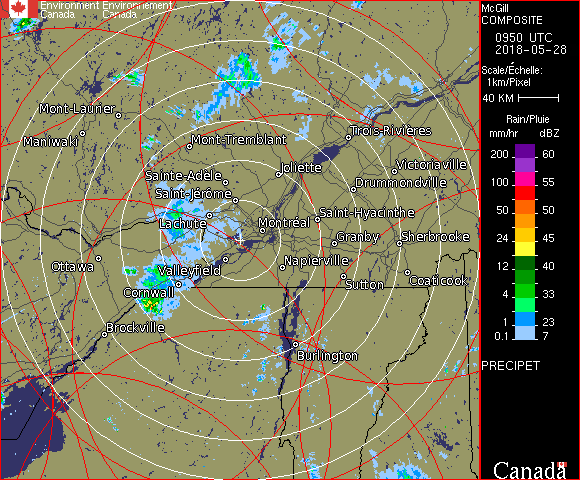 Environment Environnement
Canada Canada
McGill
COMPOSITE
0950 UTC
2018-05-28
Scale/Échelle:
1km/Pixel
40 KM
Rain/Pluie
mm/hr dBZ
200 60
150 57
100 55
50 50
24 45
12 40
4 33
1 23
0.1 7
PRECIPET
Canada
Mont-Laurier
Maniwaki
Mont-Tremblant
Trois-Rivières
Sainte-Adèle
Joliette
Victoriaville
Saint-Jérôme
Drummondville
Lachute
Montréal
Saint-Hyacinthe
Granby
Sherbrooke
Ottawa
Valleyfield
Napierville
Cornwall
Sutton
Coaticook
Brockville
Burlington